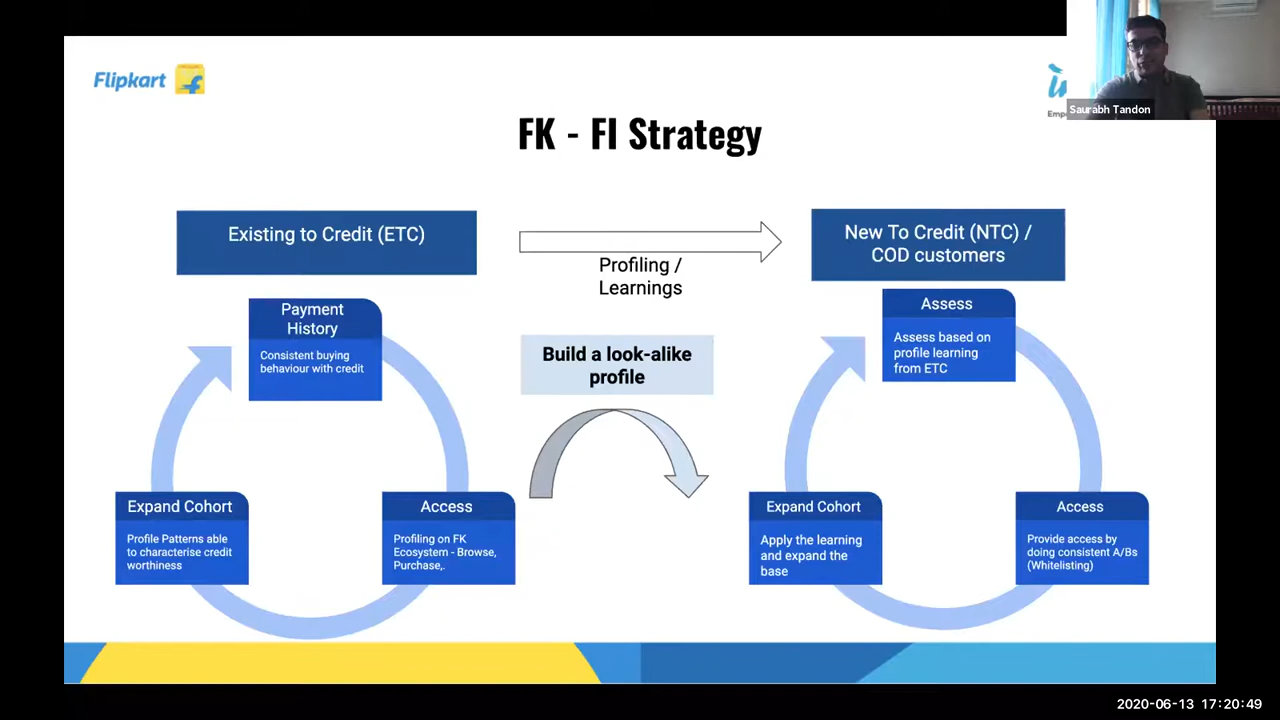 Flipkart
Saurabh Tandon
FK - FI Strategy
Existing to Credit (ETC)
Profiling /
Learnings
New To Credit (NTC) /
COD customers
Payment
History
Consistent buying
behaviour with credit
Expand Cohort
Profile Patterns able
to characterise credit
worthiness
Access
Profiling on FK
Ecosystem - Browse,
Purchase,.
Build a look-alike
profile
Assess
Assess based on
profile learning
from ETC
Expand Cohort
Apply the learning
and expand the
base
Access
Provide access by
doing consistent A/Bs
(Whitelisting)
2020-06-13 17:20:49